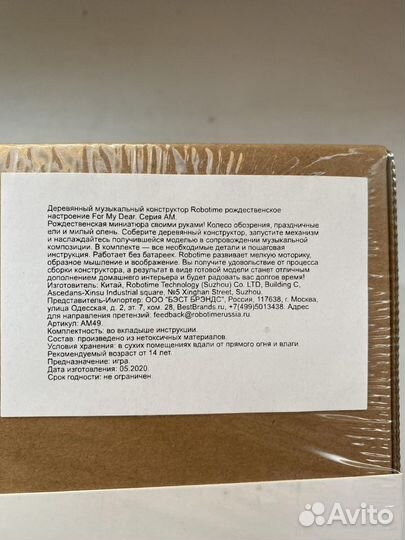 Деревянный музыкальный конструктор Robotime рождественское
настроение For My Dear. Серия AM.
Рождественская миниатюра своими руками! Колесо обозрения, праздничные
ели и милый олень. Соберите деревянный конструктор, запустите механизм
и наслаждайтесь получившейся моделью в сопровождении музыкальной
композиции. В комплекте — все необходимые детали и пошаговая
инструкция. Работает без батареек. Robotime развивает мелкую моторику,
образное мышление и воображение. Вы получите удовольствие от процесса
сборки конструктора, а результат в виде готовой модели станет отличным
дополнением домашнего интерьера и будет радовать вас долгое время!
Изготовитель: Китай, Robotime Technology (Suzhou) Co. LTD, Building C,
Ascedans-Xinsu Industrial square, №5 Xinghan Street, Suzhou.
Представитель-Импортер: ООО "БЭСТ БРЭНДС", Россия, 117638, г. Москва,
улица Одесская, д. 2, эт. 7, ком. 28, BestBrands.ru, +7(499)5013438. Адрес
для направления претензий: feedback@robotimerussia.ru.
Артикул: AM49.
Комплектность: во вкладыше инструкции.
Состав: произведено из нетоксичных материалов.
Условия хранения: в сухих помещениях вдали от прямого огня и влаги.
Рекомендуемый возраст от 14 лет.
Предназначение: игра.
Дата изготовления: 05.2020.
Срок годности: не ограничен
Avito